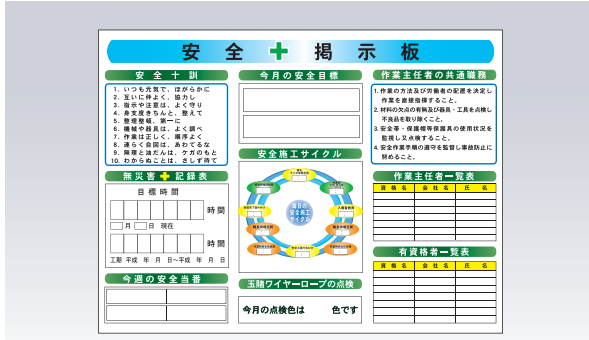 安全✚掲示板
安全十訓
1. いつも元気で、ほがらかに
2. 互いに仲よく、協力し
3. 指示や注意は、よく守り
4. 身支度きちんと、整えて
5. 整理整頓、第一に
6. 機械や器具は、よく調べ
7. 作業は正しく、順序よく
8. 連らく合図は、あわてるな
9. 無理と油だんは、ケガのもと
10. わからぬことは、さしず待て
無災害✚記録表
目標時間
時間
月 日 現在
時間
工期 平成 年 月 日〜平成 年 月 日
今週の安全当番
今月の安全目標
安全施工サイクル
毎日の
安全施工
サイクル
玉賭ワイヤーロープの点検
今月の点検色は 色です
作業主任者の共通職務
1.作業の方法及び労働者の配置を決定し
作業を直接指揮すること。
2.材料の欠点の有無及び器具・工具を点検し
不良品を取り除くこと。
3.安全帯・保護帽等保護具の使用状況を
監視し又点検すること。
4.安全作業手順の遵守を監督し事故防止に
努めること。
作業主任者一覧表
資格名 会社名 氏名
有資格者一覧表
資格名 会社名 氏名